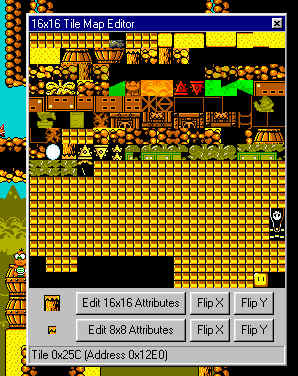 16x16 Tile Map Editor
Edit 16x16 Attributes Flip X Flip Y
Edit 8x8 Attributes Flip X Flip Y
Tile 0x25C (Address 0x12E0)